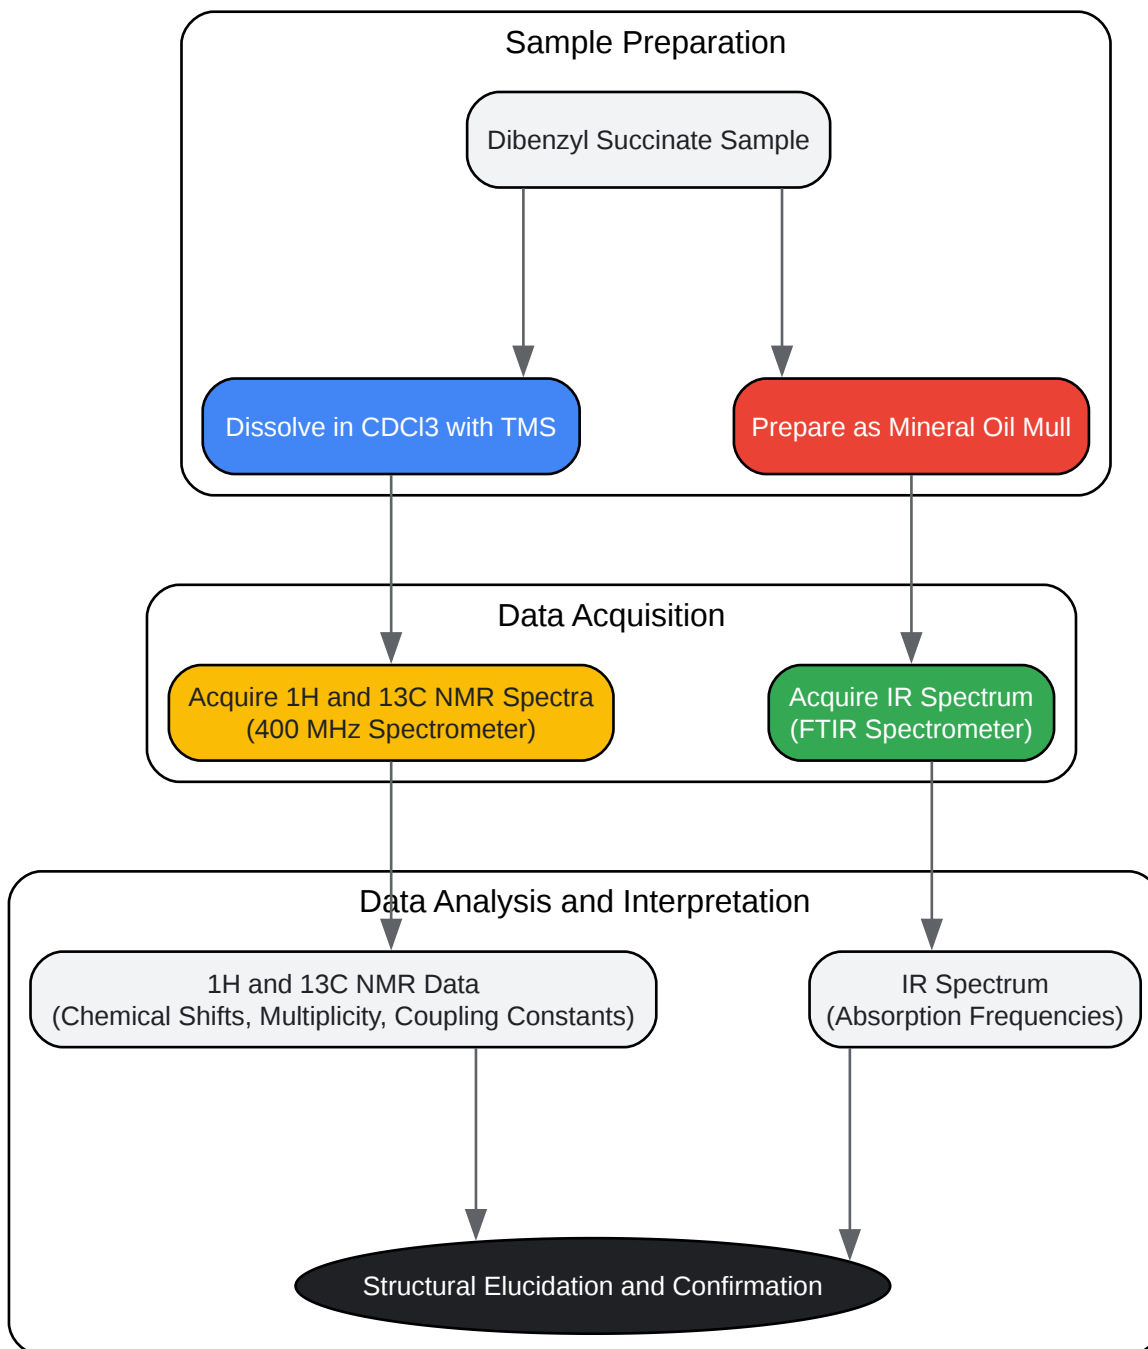 Sample Preparation
Dibenzyl Succinate Sample
Dissolve in CDCl3 with TMS
Prepare as Mineral Oil Mull
Data Acquisition
Acquire 1H and 13C NMR Spectra
(400 MHz Spectrometer)
Acquire IR Spectrum
(FTIR Spectrometer)
Data Analysis and Interpretation
1H and 13C NMR Data
(Chemical Shifts, Multiplicity, Coupling Constants)
IR Spectrum
(Absorption Frequencies)
Structural Elucidation and Confirmation